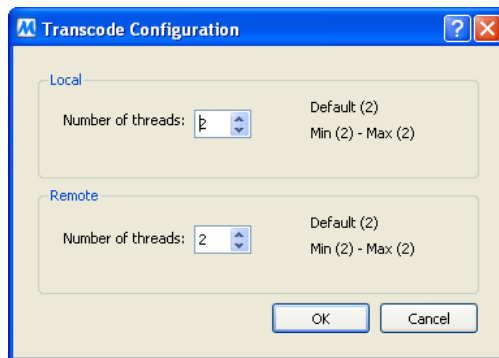 Transcode Configuration
Local
Number of threads: 2
Default (2)
Min (2) - Max (2)
Remote
Number of threads: 2
Default (2)
Min (2) - Max (2)
OK
Cancel